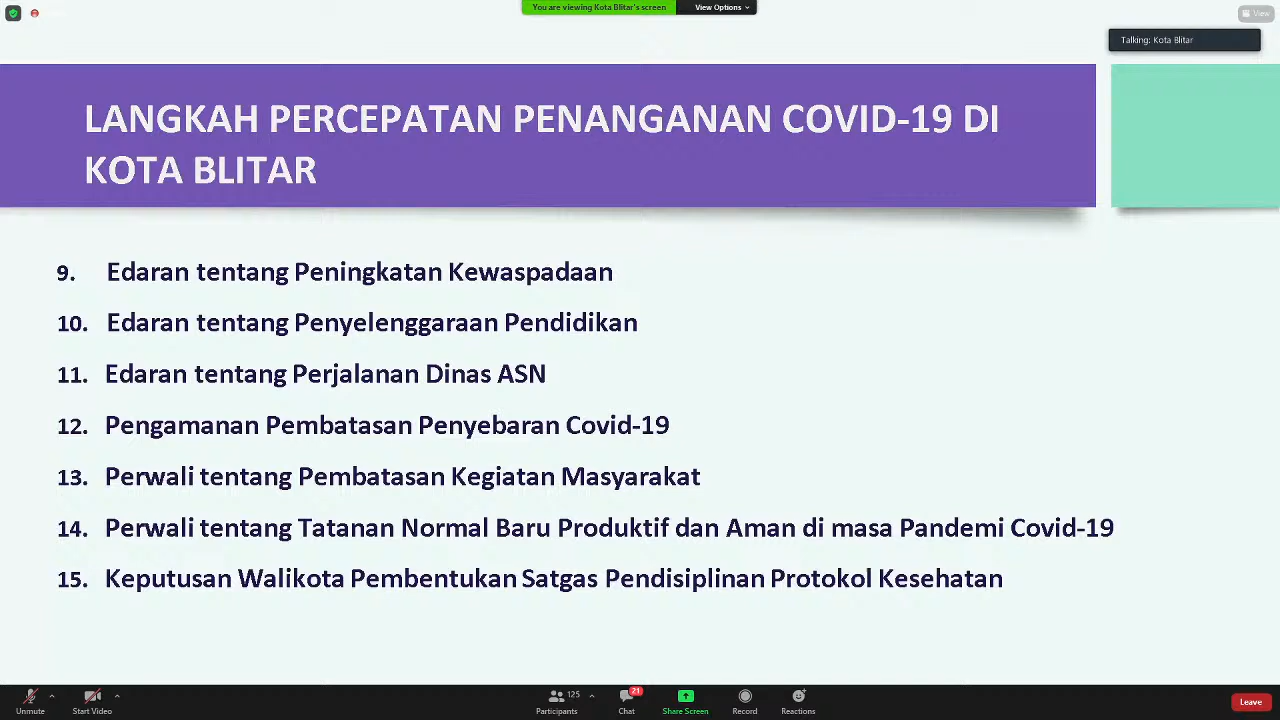 You are viewing Kota Blitar's screen
View Options
View
Talking: Kota Blitar
LANGKAH PERCEPATAN PENANGANAN COVID-19 DI
KOTA BLITAR
9. Edaran tentang Peningkatan Kewaspadaan
10. Edaran tentang Penyelenggaraan Pendidikan
11. Edaran tentang Perjalanan Dinas ASN
12. Pengamanan Pembatasan Penyebaran Covid-19
13. Perwali tentang Pembatasan Kegiatan Masyarakat
14. Perwali tentang Tatanan Normal Baru Produktif dan Aman di masa Pandemi Covid-19
15. Keputusan Walikota Pembentukan Satgas Pendisiplinan Protokol Kesehatan
125
21
Unmute
Start Video
Participants
Chat
Share Screen
Record
Reactions
Leave